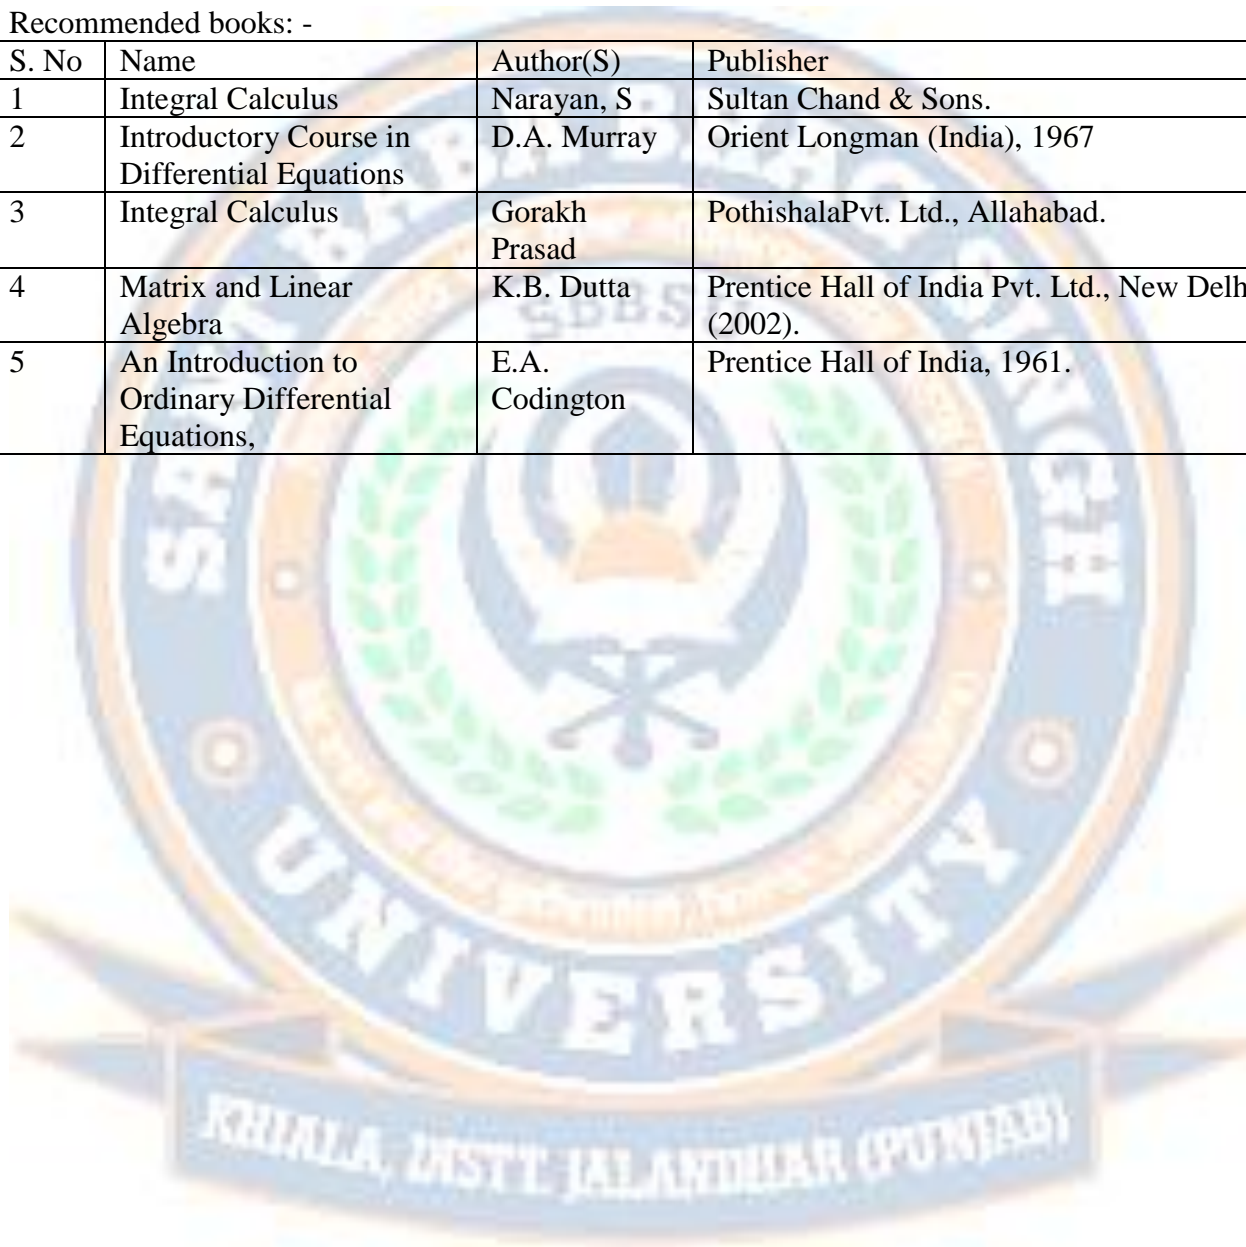 Recommended books: -
S. No Name Author(S) Publisher
1 Integral Calculus Narayan, S Sultan Chand & Sons.
2 Introductory Course in Differential Equations D.A. Murray Orient Longman (India), 1967
3 Integral Calculus Gorakh Prasad PothishalaPvt. Ltd., Allahabad.
4 Matrix and Linear Algebra K.B. Dutta Prentice Hall of India Pvt. Ltd., New Delh (2002).
5 An Introduction to Ordinary Differential Equations, E.A. Codington Prentice Hall of India, 1961.
SINGH
UNIVERSITY
KHIALA, DISTT. JALANDHAR (PUNJAB)